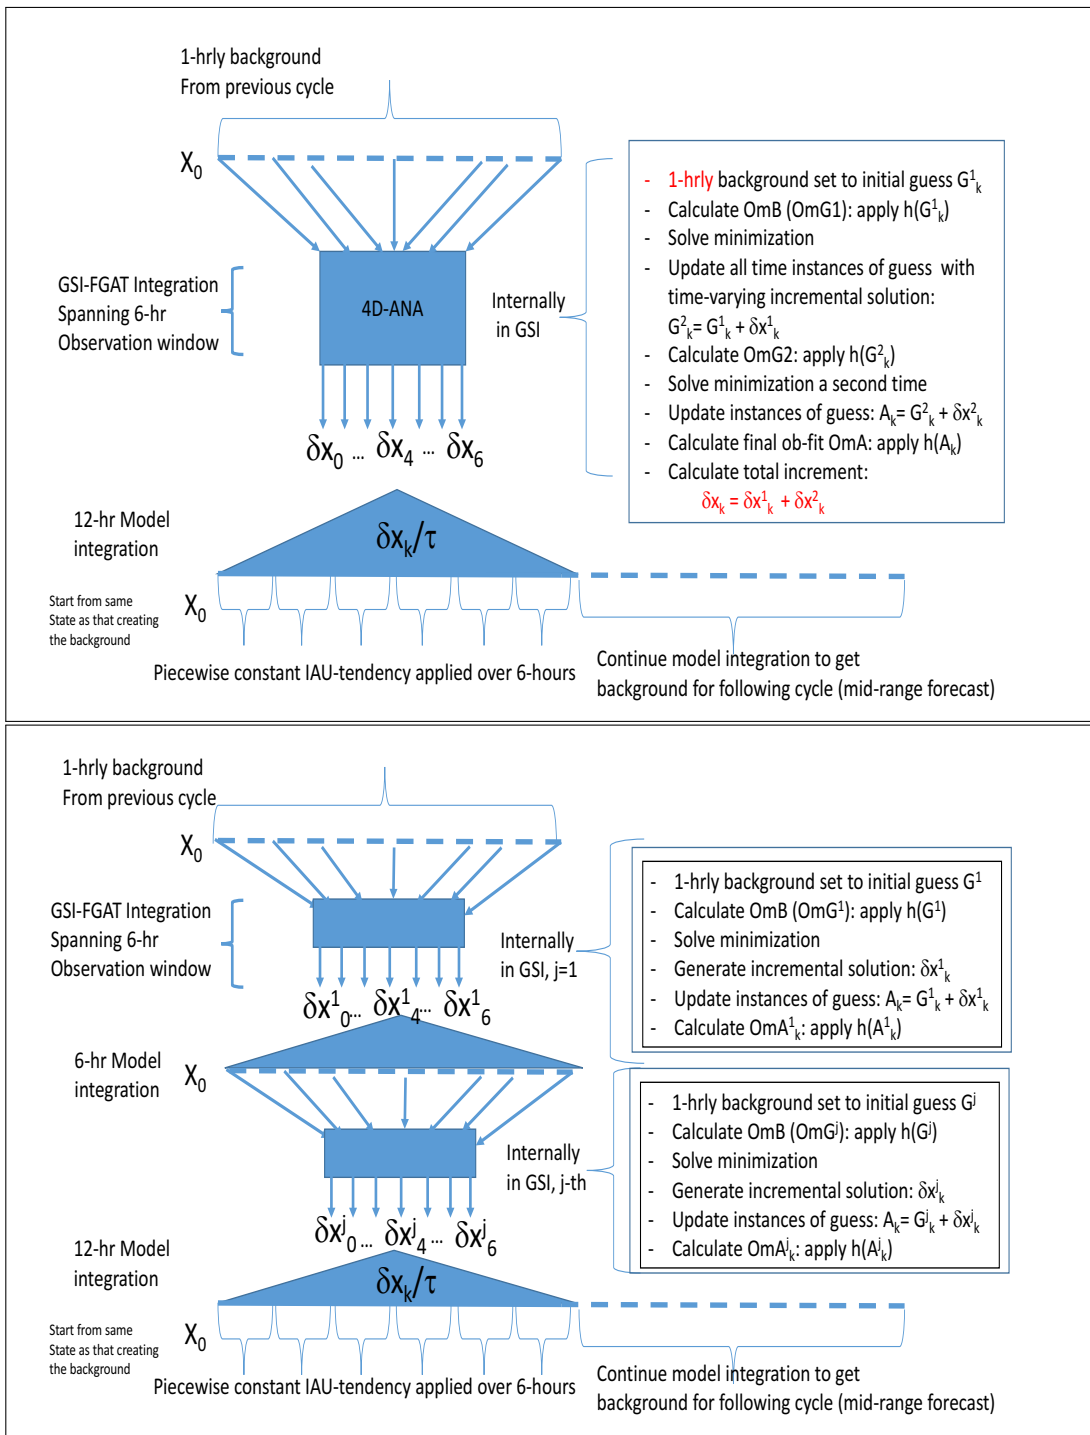 1-hrly background
From previous cycle
X₀
- 1-hrly background set to initial guess G¹ₖ
- Calculate OmB (OmG1): apply h(G¹ₖ)
- Solve minimization
- Update all time instances of guess with
time-varying incremental solution:
G²ₖ= G¹ₖ + δx¹ₖ
- Calculate OmG2: apply h(G²ₖ)
- Solve minimization a second time
- Update instances of guess: Aₖ= G²ₖ + δx²ₖ
- Calculate final ob-fit OmA: apply h(Aₖ)
- Calculate total increment:
δxₖ = δx¹ₖ + δx²ₖ
GSI-FGAT Integration
Spanning 6-hr
Observation window
4D-ANA
Internally
in GSI
δx₀ ... δx₄ ... δx₆
12-hr Model
integration
δxₖ/τ
Start from same
State as that creating
the background
X₀
Piecewise constant IAU-tendency applied over 6-hours
Continue model integration to get
background for following cycle (mid-range forecast)
1-hrly background
From previous cycle
X₀
GSI-FGAT Integration
Spanning 6-hr
Observation window
Internally
in GSI, j=1
- 1-hrly background set to initial guess G¹
- Calculate OmB (OmG¹): apply h(G¹)
- Solve minimization
- Generate incremental solution: δx¹ₖ
- Update instances of guess: Aₖ= G¹ₖ + δx¹ₖ
- Calculate OmA¹ₖ: apply h(A¹ₖ)
δx¹₀... δx¹₄... δx¹₆
6-hr Model
integration
X₀
Internally
in GSI, j-th
- 1-hrly background set to initial guess Gʲ
- Calculate OmB (OmGʲ): apply h(Gʲ)
- Solve minimization
- Generate incremental solution: δxʲₖ
- Update instances of guess: Aₖ= Gʲₖ + δxʲₖ
- Calculate OmAʲₖ: apply h(Aʲₖ)
δxʲ₀ ... δxʲ₄ ... δxʲ₆
12-hr Model
integration
δxₖ/τ
Start from same
State as that creating
the background
X₀
Piecewise constant IAU-tendency applied over 6-hours
Continue model integration to get
background for following cycle (mid-range forecast)